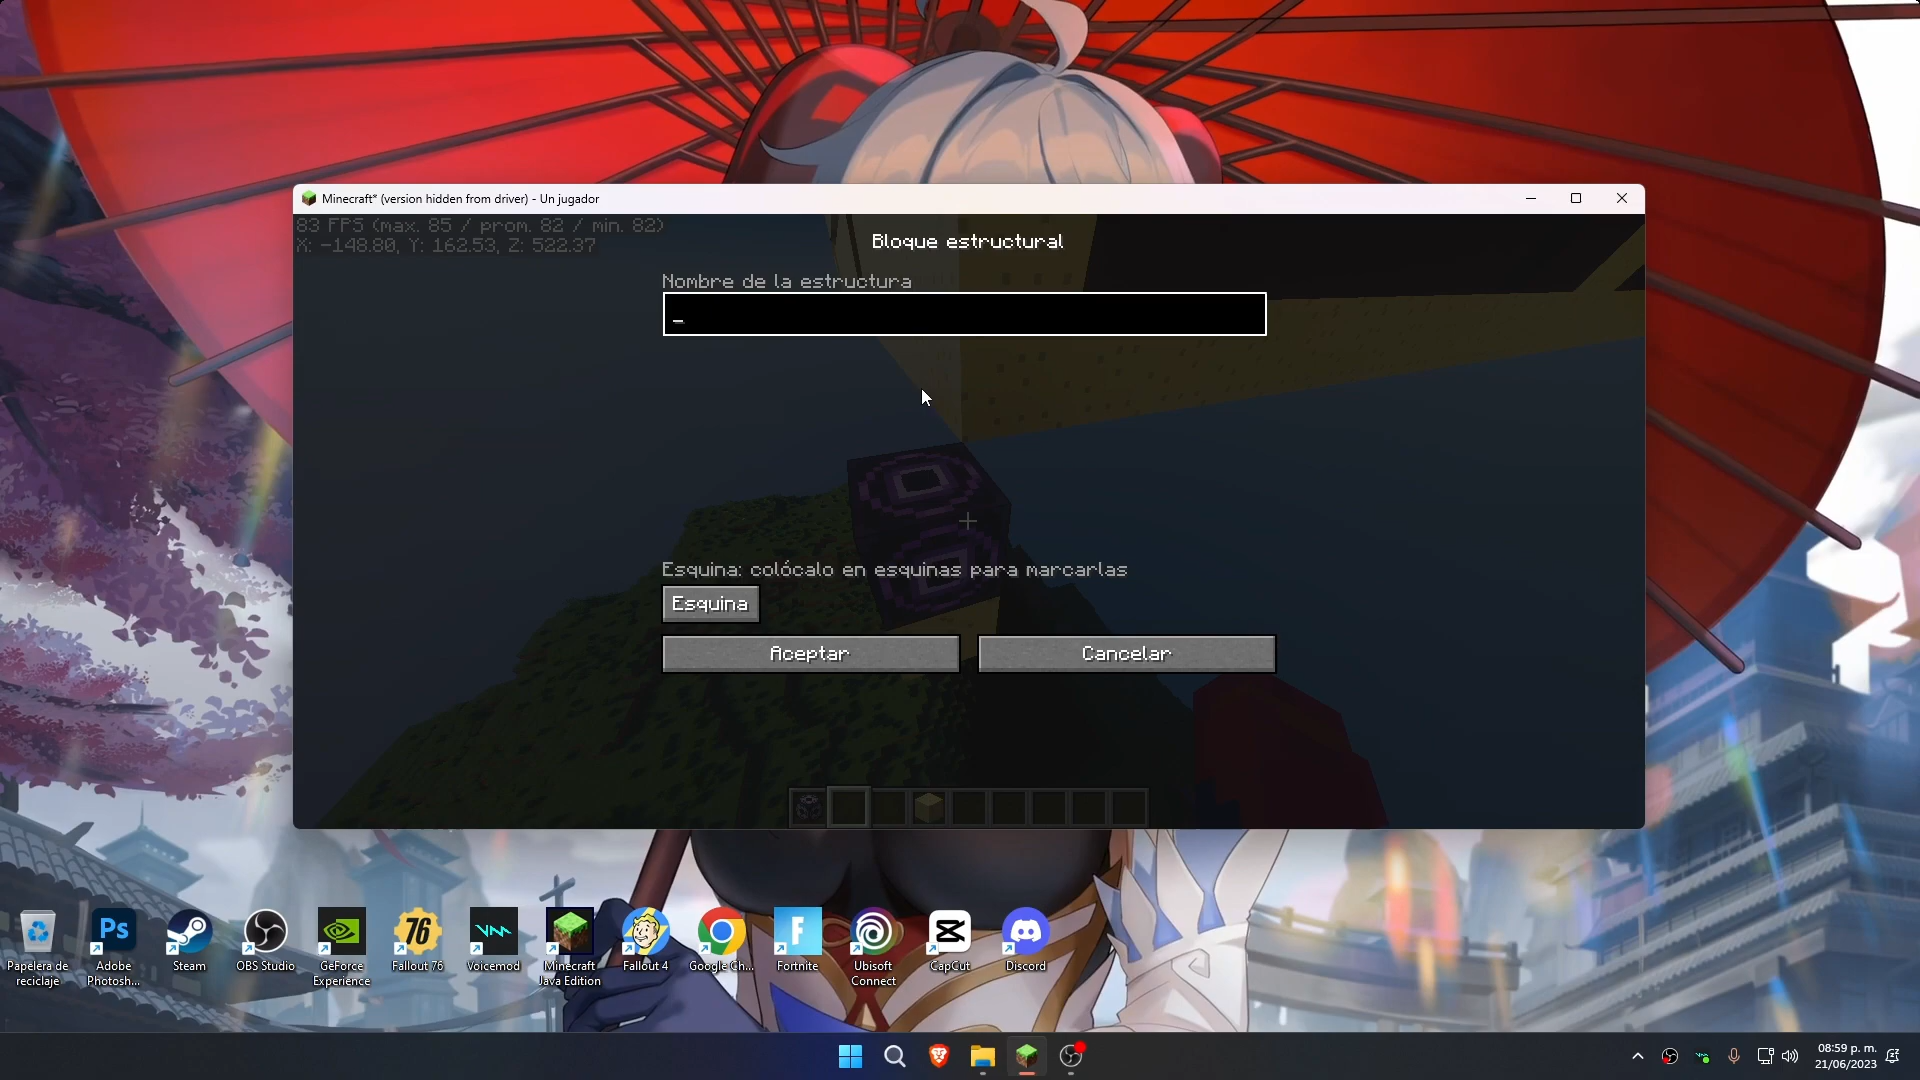 Minecraft* (version hidden from driver) - Un jugador
83 FPS (max. 85 / prom. 82 / min. 82)
X: -148.80, Y: 162.53, Z: 522.37
Bloque estructural
Nombre de la estructura
_
Esquina: colócalo en esquinas para marcarlas
Esquina
Aceptar
Cancelar
Ps
76
F
Papelera de reciclaje
Adobe Photosh...
Steam
OBS Studio
GeForce Experience
Fallout 76
Voicemod
Minecraft Java Edition
Fallout 4
Google Ch...
Fortnite
Ubisoft Connect
CapCut
Discord
08:59 p. m.
21/06/2023